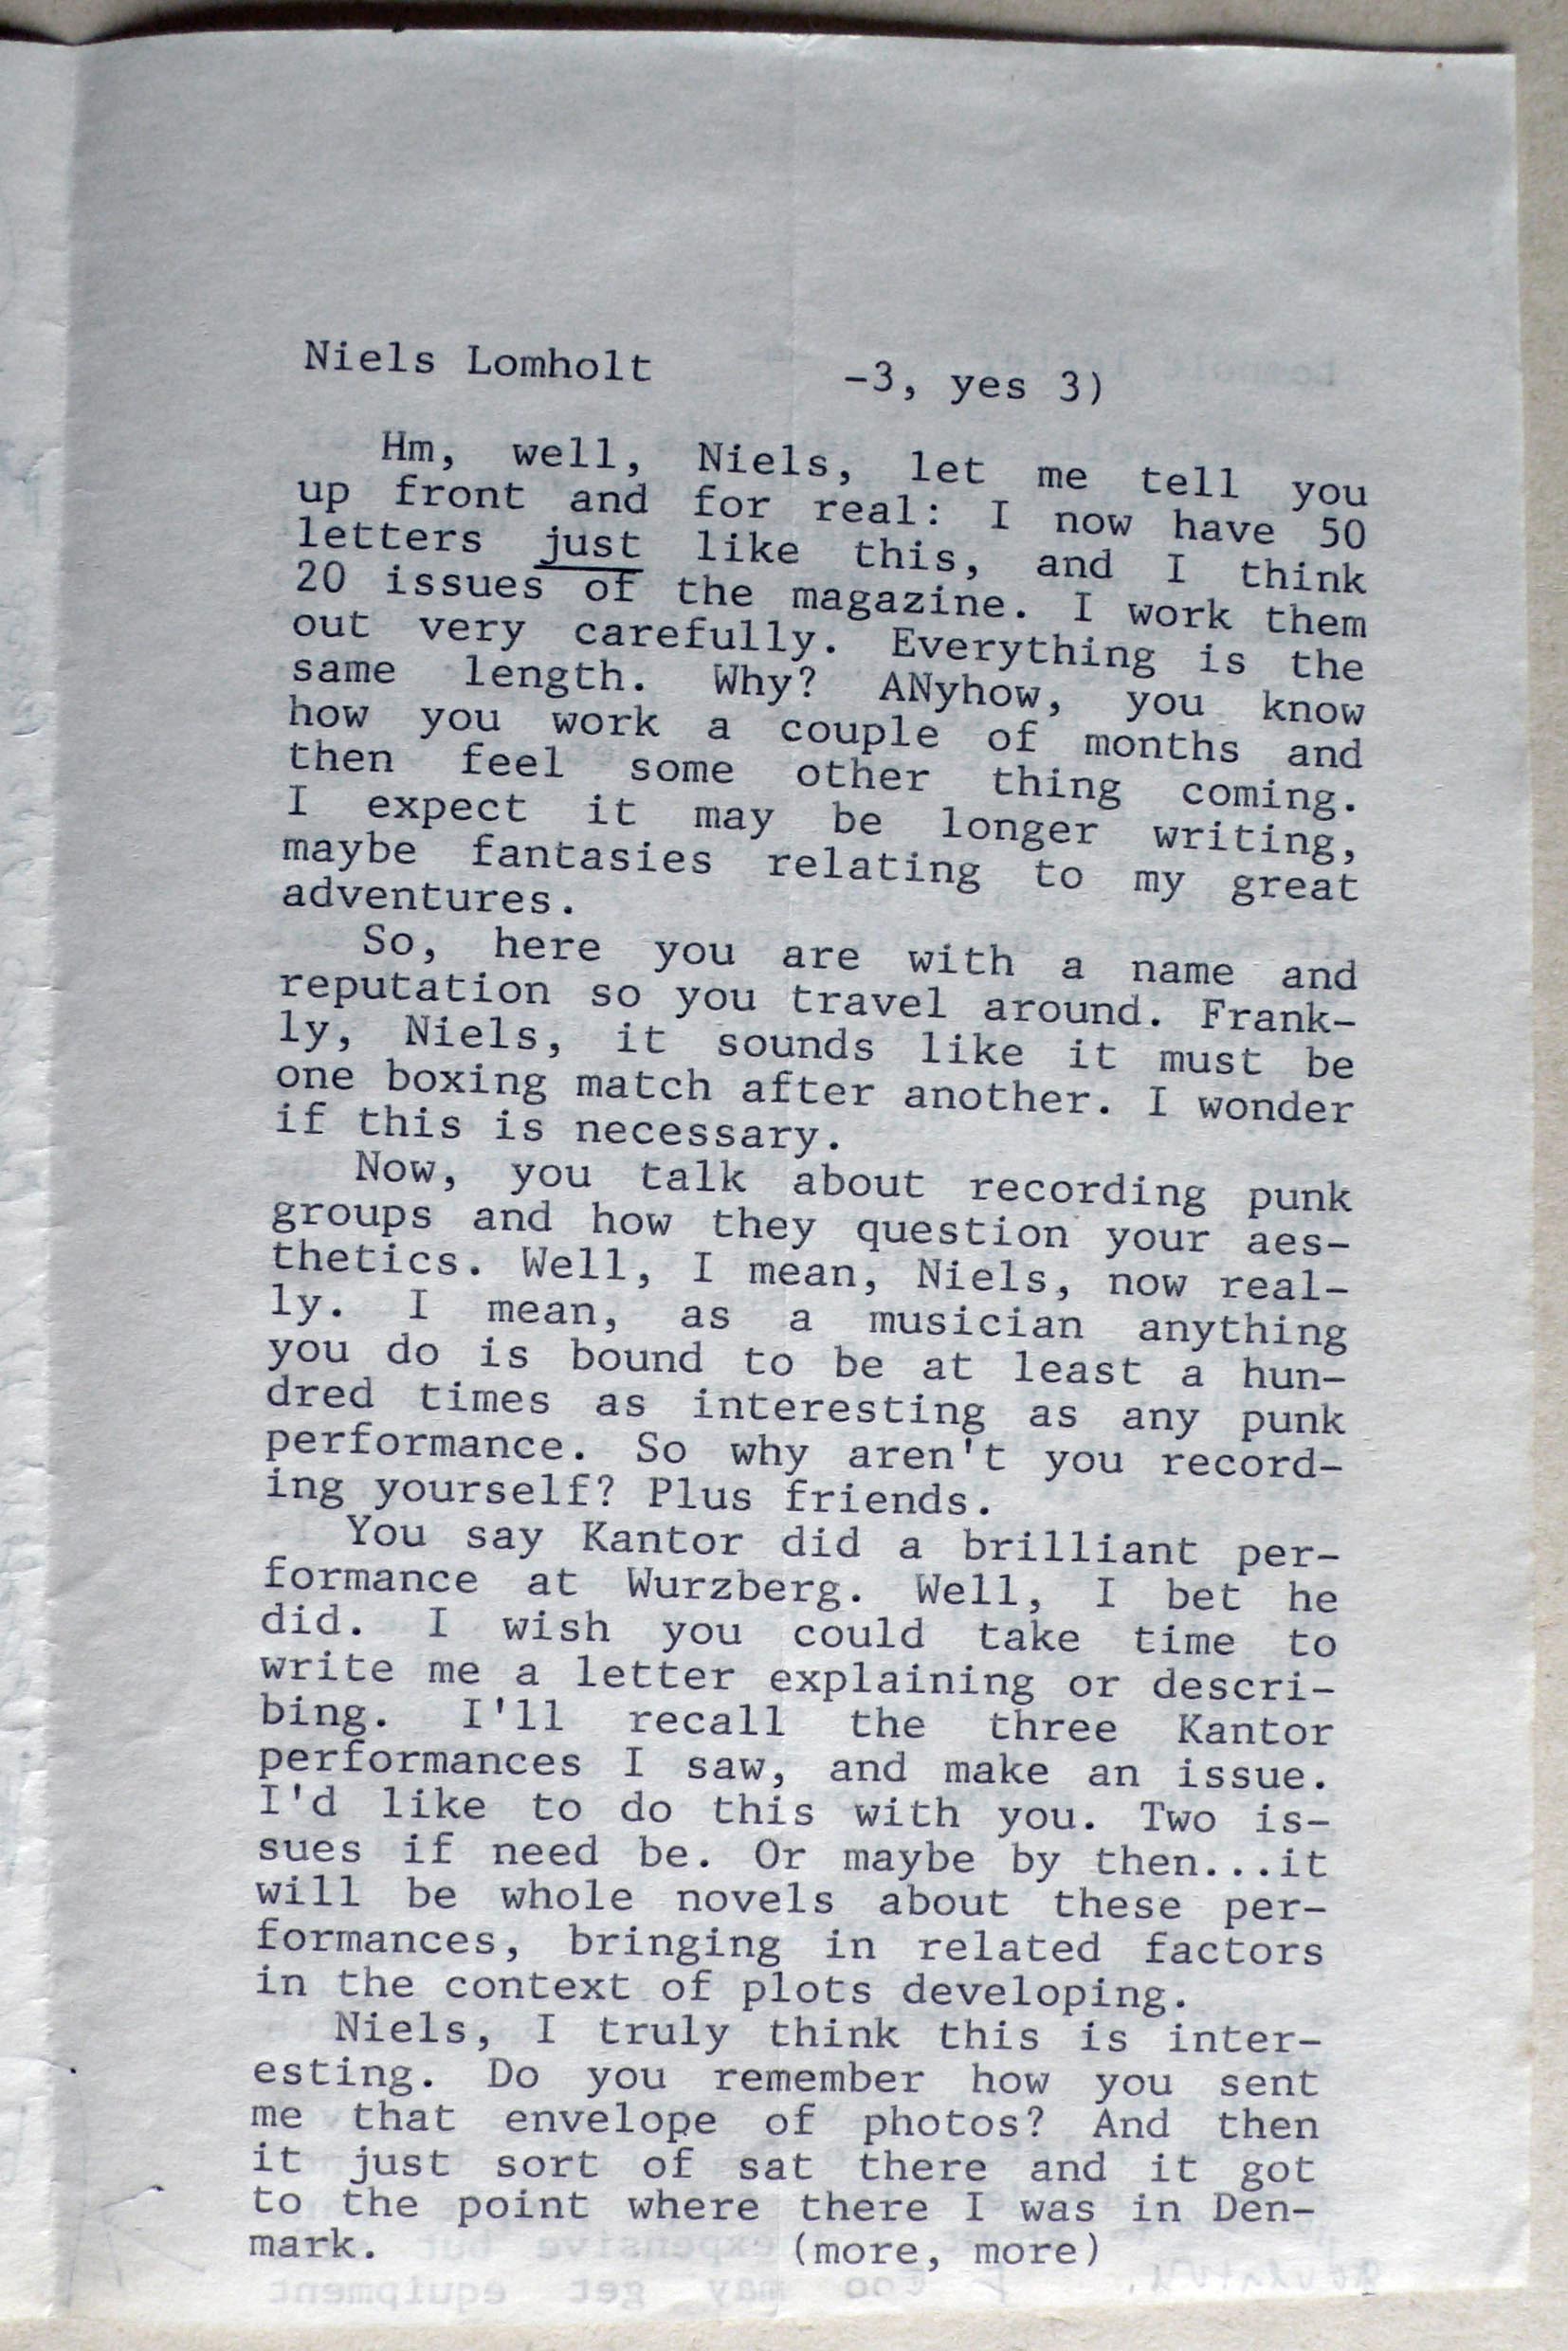 Niels Lomholt -3, yes 3)
Hm, well, Niels, let me tell you
up front and for real: I now have 50
letters just like this, and I think
20 issues of the magazine. I work them
out very carefully. Everything is the
same length. Why? ANyhow, you know
how you work a couple of months and
then feel some other thing coming.
I expect it may be longer writing,
maybe fantasies relating to my great
adventures.
So, here you are with a name and
reputation so you travel around. Frank-
ly, Niels, it sounds like it must be
one boxing match after another. I wonder
if this is necessary.
Now, you talk about recording punk
groups and how they question your aes-
thetics. Well, I mean, Niels, now real-
ly. I mean, as a musician anything
you do is bound to be at least a hun-
dred times as interesting as any punk
performance. So why aren't you record-
ing yourself? Plus friends.
You say Kantor did a brilliant per-
formance at Wurzberg. Well, I bet he
did. I wish you could take time to
write me a letter explaining or descri-
bing. I'll recall the three Kantor
performances I saw, and make an issue.
I'd like to do this with you. Two is-
sues if need be. Or maybe by then...it
will be whole novels about these per-
formances, bringing in related factors
in the context of plots developing.
Niels, I truly think this is inter-
esting. Do you remember how you sent
me that envelope of photos? And then
it just sort of sat there and it got
to the point where there I was in Den-
mark. (more, more)
expensive but
I too may get equipment